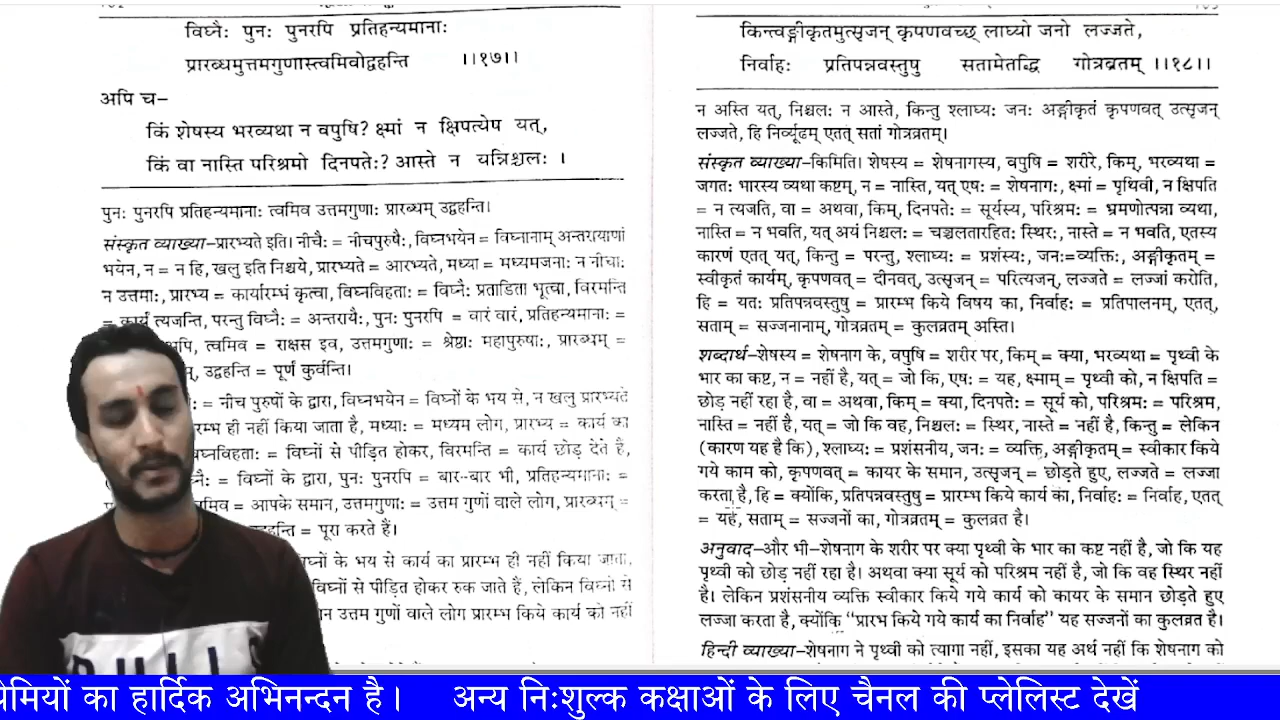 विघ्नैः पुनः पुनरपि प्रतिहन्यमानाः
प्रारब्धमुत्तमगुणास्त्वमिवोद्वहन्ति ।।१७।।
अपि च–
किं शेषस्य भरव्यथा न वपुषि? क्ष्मां न क्षिपत्येष यत्,
किं वा नास्ति परिश्रमो दिनपतेः? आस्ते न यन्निश्चलः ।
पुनः पुनरपि प्रतिहन्यमानाः त्वमिव उत्तमगुणाः प्रारब्धम् उद्वहन्ति।
संस्कृत व्याख्या–प्रारभ्यते इति। नीचैः = नीचपुरुषैः, विघ्नभयेन = विघ्नानाम् अन्तरायाणां
भयेन, न = न हि, खलु इति निश्चये, प्रारभ्यते = आरभ्यते, मध्या = मध्यमजनाः न नीचाः
न उत्तमाः, प्रारभ्य = कार्यारम्भं कृत्वा, विघ्नविहताः = विघ्नैः प्रताडिता भूत्वा, विरमन्ति
= कार्यं त्यजन्ति, परन्तु विघ्नैः = अन्तरायैः, पुनः पुनरपि = वारं वारं, प्रतिहन्यमानाः =
पि, त्वमिव = राक्षस इव, उत्तमगुणाः = श्रेष्ठाः महापुरुषाः, प्रारब्धम् =
म्, उद्वहन्ति = पूर्णं कुर्वन्ति।
= नीच पुरुषों के द्वारा, विघ्नभयेन = विघ्नों के भय से, न खलु प्रारभ्यते
रम्भ ही नहीं किया जाता है, मध्याः = मध्यम लोग, प्रारभ्य = कार्य का
घ्नविहताः = विघ्नों से पीड़ित होकर, विरमन्ति = कार्य छोड़ देते हैं,
नैः = विघ्नों के द्वारा, पुनः पुनरपि = बार-बार भी, प्रतिहन्यमानाः =
मिव = आपके समान, उत्तमगुणाः = उत्तम गुणों वाले लोग, प्रारब्धम् =
द्वहन्ति = पूरा करते हैं।
घ्नों के भय से कार्य का प्रारम्भ ही नहीं किया जाता,
विघ्नों से पीड़ित होकर रुक जाते हैं, लेकिन विघ्नों से
न उत्तम गुणों वाले लोग प्रारम्भ किये कार्य को नहीं
किन्त्वङ्गीकृतमुत्सृजन् कृपणवच्छ् लाघ्यो जनो लज्जते,
निर्वाहः प्रतिपन्नवस्तुषु सतामेतद्धि गोत्रव्रतम् ।।१८।।
न अस्ति यत्, निश्चलः न आस्ते, किन्तु श्लाघ्यः जनः अङ्गीकृतं कृपणवत् उत्सृजन्
लज्जते, हि निर्व्यूढम् एतत् सतां गोत्रव्रतम्।
संस्कृत व्याख्या–किमिति। शेषस्य = शेषनागस्य, वपुषि = शरीरे, किम्, भरव्यथा =
जगतः भारस्य व्यथा कष्टम्, न = नास्ति, यत् एषः = शेषनागः, क्ष्मां = पृथिवी, न क्षिपति
= न त्यजति, वा = अथवा, किम्, दिनपतेः = सूर्यस्य, परिश्रमः = भ्रमणोत्पन्ना व्यथा,
नास्ति = न भवति, यत् अयं निश्चलः = चञ्चलतारहितः स्थिरः, नास्ते = न भवति, एतस्य
कारणं एतत् यत्, किन्तु = परन्तु, श्लाघ्यः = प्रशंस्यः, जनः=व्यक्तिः, अङ्गीकृतम् =
स्वीकृतं कार्यम्, कृपणवत् = दीनवत्, उत्सृजन् = परित्यजन्, लज्जते = लज्जां करोति,
हि = यतः प्रतिपन्नवस्तुषु = प्रारम्भ किये विषय का, निर्वाहः = प्रतिपालनम्, एतत्,
सताम् = सज्जनानाम्, गोत्रव्रतम् = कुलव्रतम् अस्ति।
शब्दार्थ–शेषस्य = शेषनाग के, वपुषि = शरीर पर, किम् = क्या, भरव्यथा = पृथ्वी के
भार का कष्ट, न = नहीं है, यत् = जो कि, एषः = यह, क्ष्माम् = पृथ्वी को, न क्षिपति =
छोड़ नहीं रहा है, वा = अथवा, किम् = क्या, दिनपतेः = सूर्य को, परिश्रमः = परिश्रम,
नास्ति = नहीं है, यत् = जो कि वह, निश्चलः = स्थिर, नास्ते = नहीं है, किन्तु = लेकिन
(कारण यह है कि), श्लाघ्यः = प्रशंसनीय, जनः = व्यक्ति, अङ्गीकृतम् = स्वीकार किये
गये काम को, कृपणवत् = कायर के समान, उत्सृजन् = छोड़ते हुए, लज्जते = लज्जा
करता है, हि = क्योंकि, प्रतिपन्नवस्तुषु = प्रारम्भ किये कार्य का, निर्वाहः = निर्वाह, एतत्
= यह, सताम् = सज्जनों का, गोत्रव्रतम् = कुलव्रत है।
अनुवाद–और भी–शेषनाग के शरीर पर क्या पृथ्वी के भार का कष्ट नहीं है, जो कि यह
पृथ्वी को छोड़ नहीं रहा है। अथवा क्या सूर्य को परिश्रम नहीं है, जो कि वह स्थिर नहीं
है। लेकिन प्रशंसनीय व्यक्ति स्वीकार किये गये कार्य को कायर के समान छोड़ते हुए
लज्जा करता है, क्योंकि "प्रारभ किये गये कार्य का निर्वाह" यह सज्जनों का कुलव्रत है।
हिन्दी व्याख्या–शेषनाग ने पृथ्वी को त्यागा नहीं, इसका यह अर्थ नहीं कि शेषनाग को
प्रेमियों का हार्दिक अभिनन्दन है। अन्य निःशुल्क कक्षाओं के लिए चैनल की प्लेलिस्ट देखें